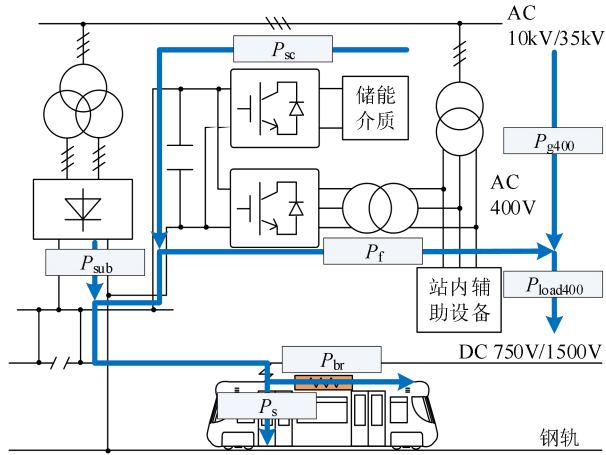 AC
10kV/35kV
Psc
储能
介质
Pg400
AC
400V
Psub
Pf
站内辅
助设备
Pload400
DC 750V/1500V
Pbr
Ps
钢轨